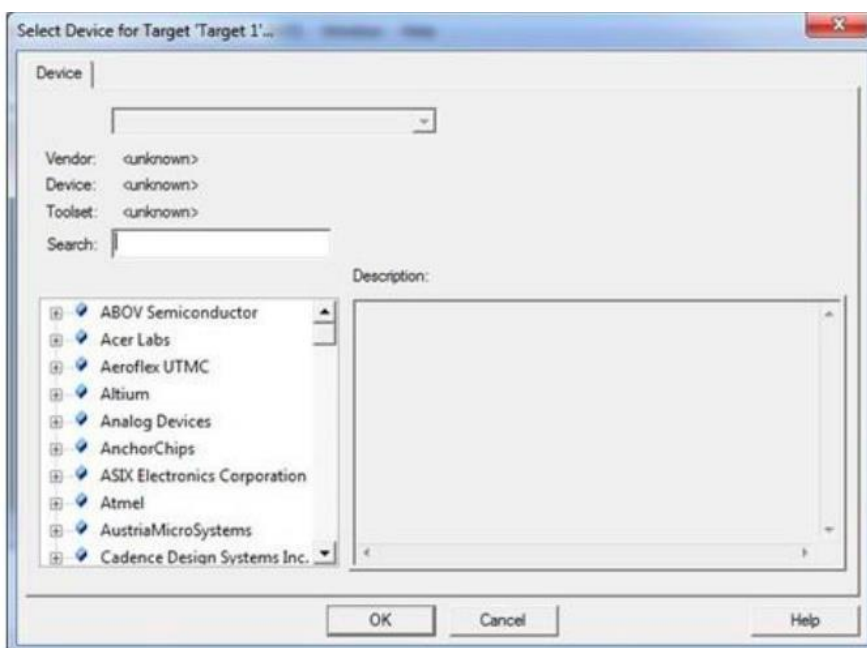 Select Device for Target 'Target 1'...
Device
Vendor: <unknown>
Device: <unknown>
Toolset: <unknown>
Search:
Description:
ABOV Semiconductor
Acer Labs
Aeroflex UTMC
Altium
Analog Devices
AnchorChips
ASIX Electronics Corporation
Atmel
AustriaMicroSystems
Cadence Design Systems Inc.
OK Cancel Help